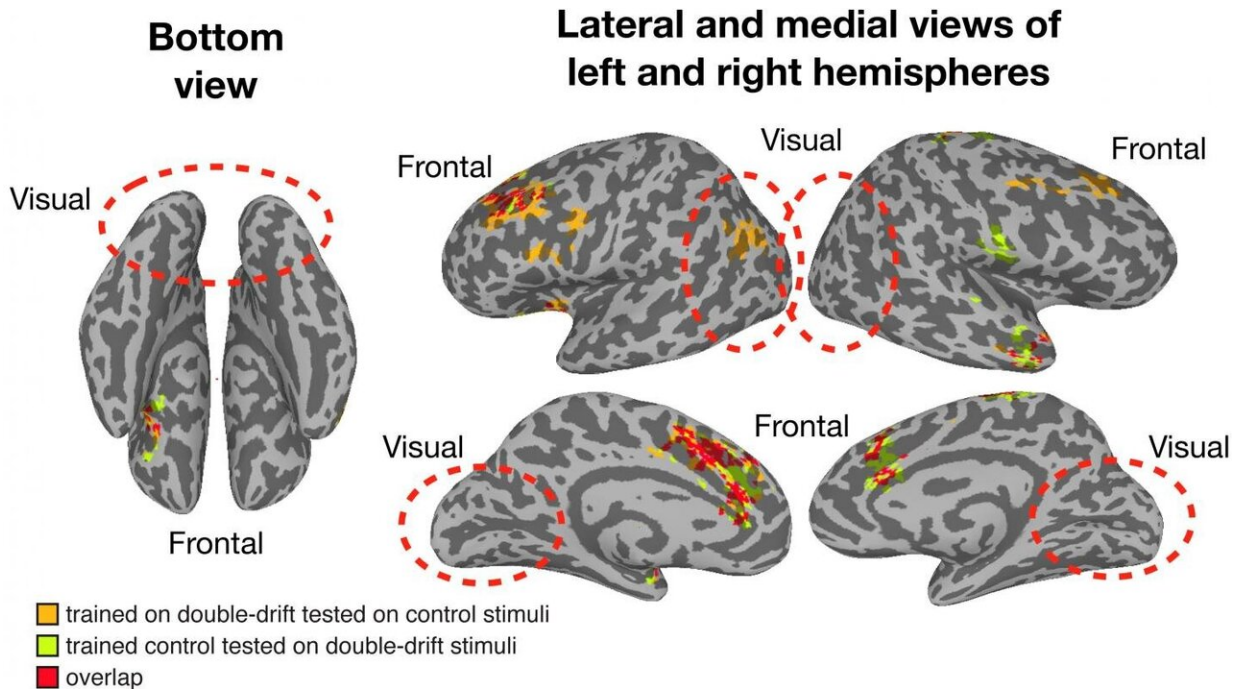 Bottom
view
Lateral and medial views of
left and right hemispheres
Visual
Frontal
Frontal
Visual
Frontal
Visual
Frontal
Visual
trained on double-drift tested on control stimuli
trained control tested on double-drift stimuli
overlap